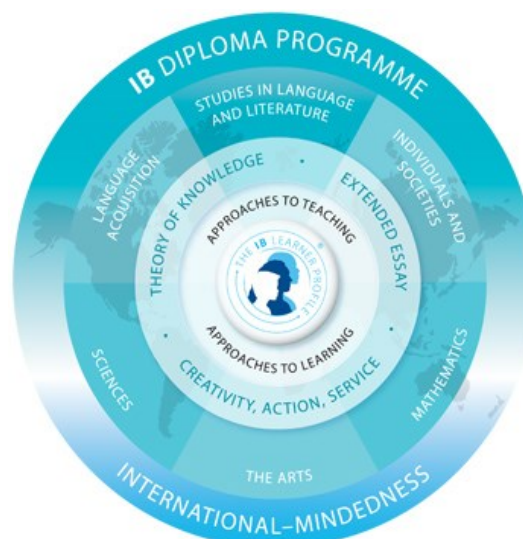 IB DIPLOMA PROGRAMME
STUDIES IN LANGUAGE
AND LITERATURE
LANGUAGE
ACQUISITION
INDIVIDUALS AND
SOCIETIES
THEORY OF KNOWLEDGE
EXTENDED ESSAY
APPROACHES TO TEACHING
THE IB LEARNER PROFILE
®
APPROACHES TO LEARNING
CREATIVITY, ACTION, SERVICE
SCIENCES
MATHEMATICS
THE ARTS
INTERNATIONAL–MINDEDNESS